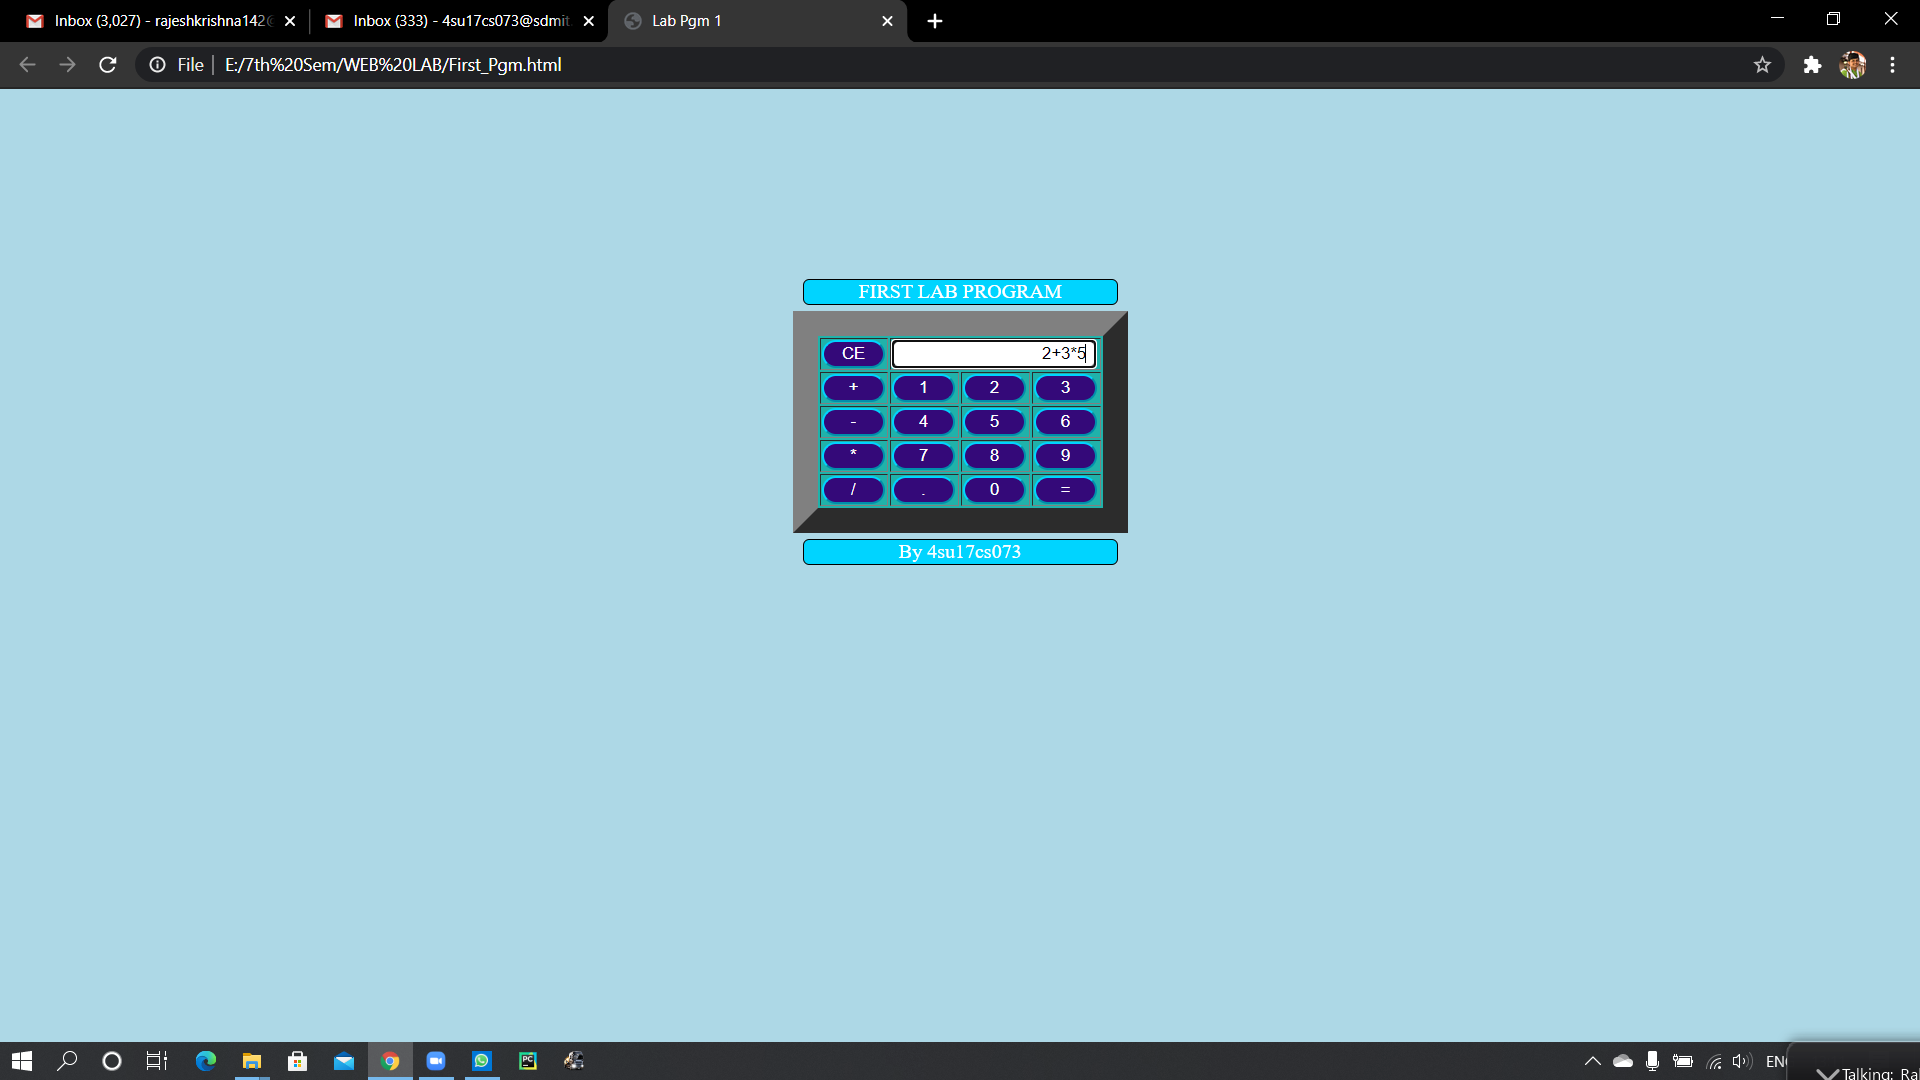 Inbox (3,027) - rajeshkrishna142@
Inbox (333) - 4su17cs073@sdmit
Lab Pgm 1
File
E:/7th%20Sem/WEB%20LAB/First_Pgm.html
FIRST LAB PROGRAM
CE 2+3*5
+ 1 2 3
- 4 5 6
* 7 8 9
/ . 0 =
By 4su17cs073
PC
ENG
Talking: Ra